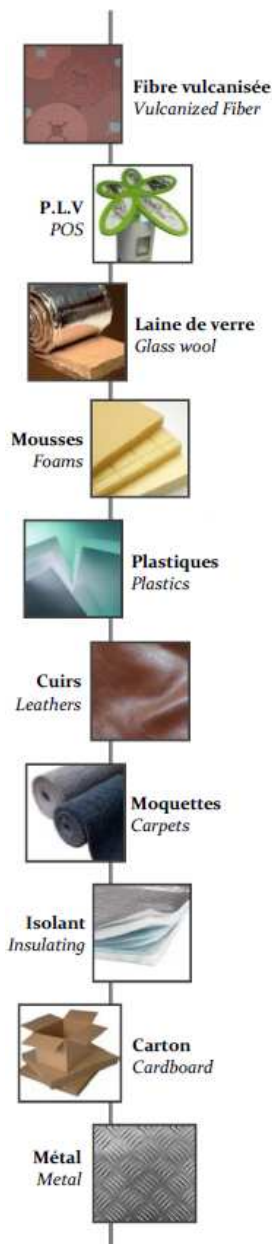 Fibre vulcanisée
Vulcanized Fiber
P.L.V
POS
Laine de verre
Glass wool
Mousses
Foams
Plastiques
Plastics
Cuirs
Leathers
Moquettes
Carpets
Isolant
Insulating
Carton
Cardboard
Métal
Metal